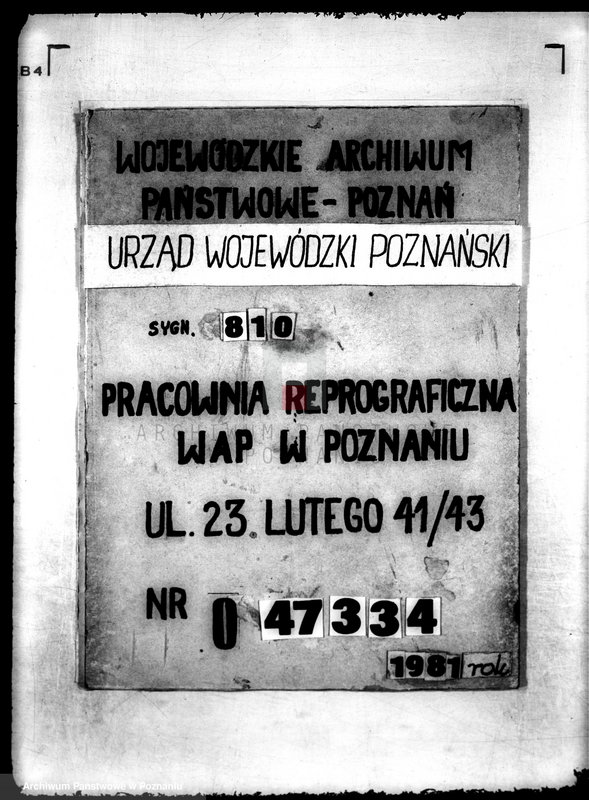 B4
WOJEWÓDZKIE ARCHIWUM
PAŃSTWOWE - POZNAŃ
URZĄD WOJEWÓDZKI POZNAŃSKI
SYGN. 810
PRACOWNIA REPROGRAFICZNA
WAP W POZNANIU
UL. 23 LUTEGO 41/43
NR 0 47334
1981 rok
Archiwum Państwowe w Poznaniu